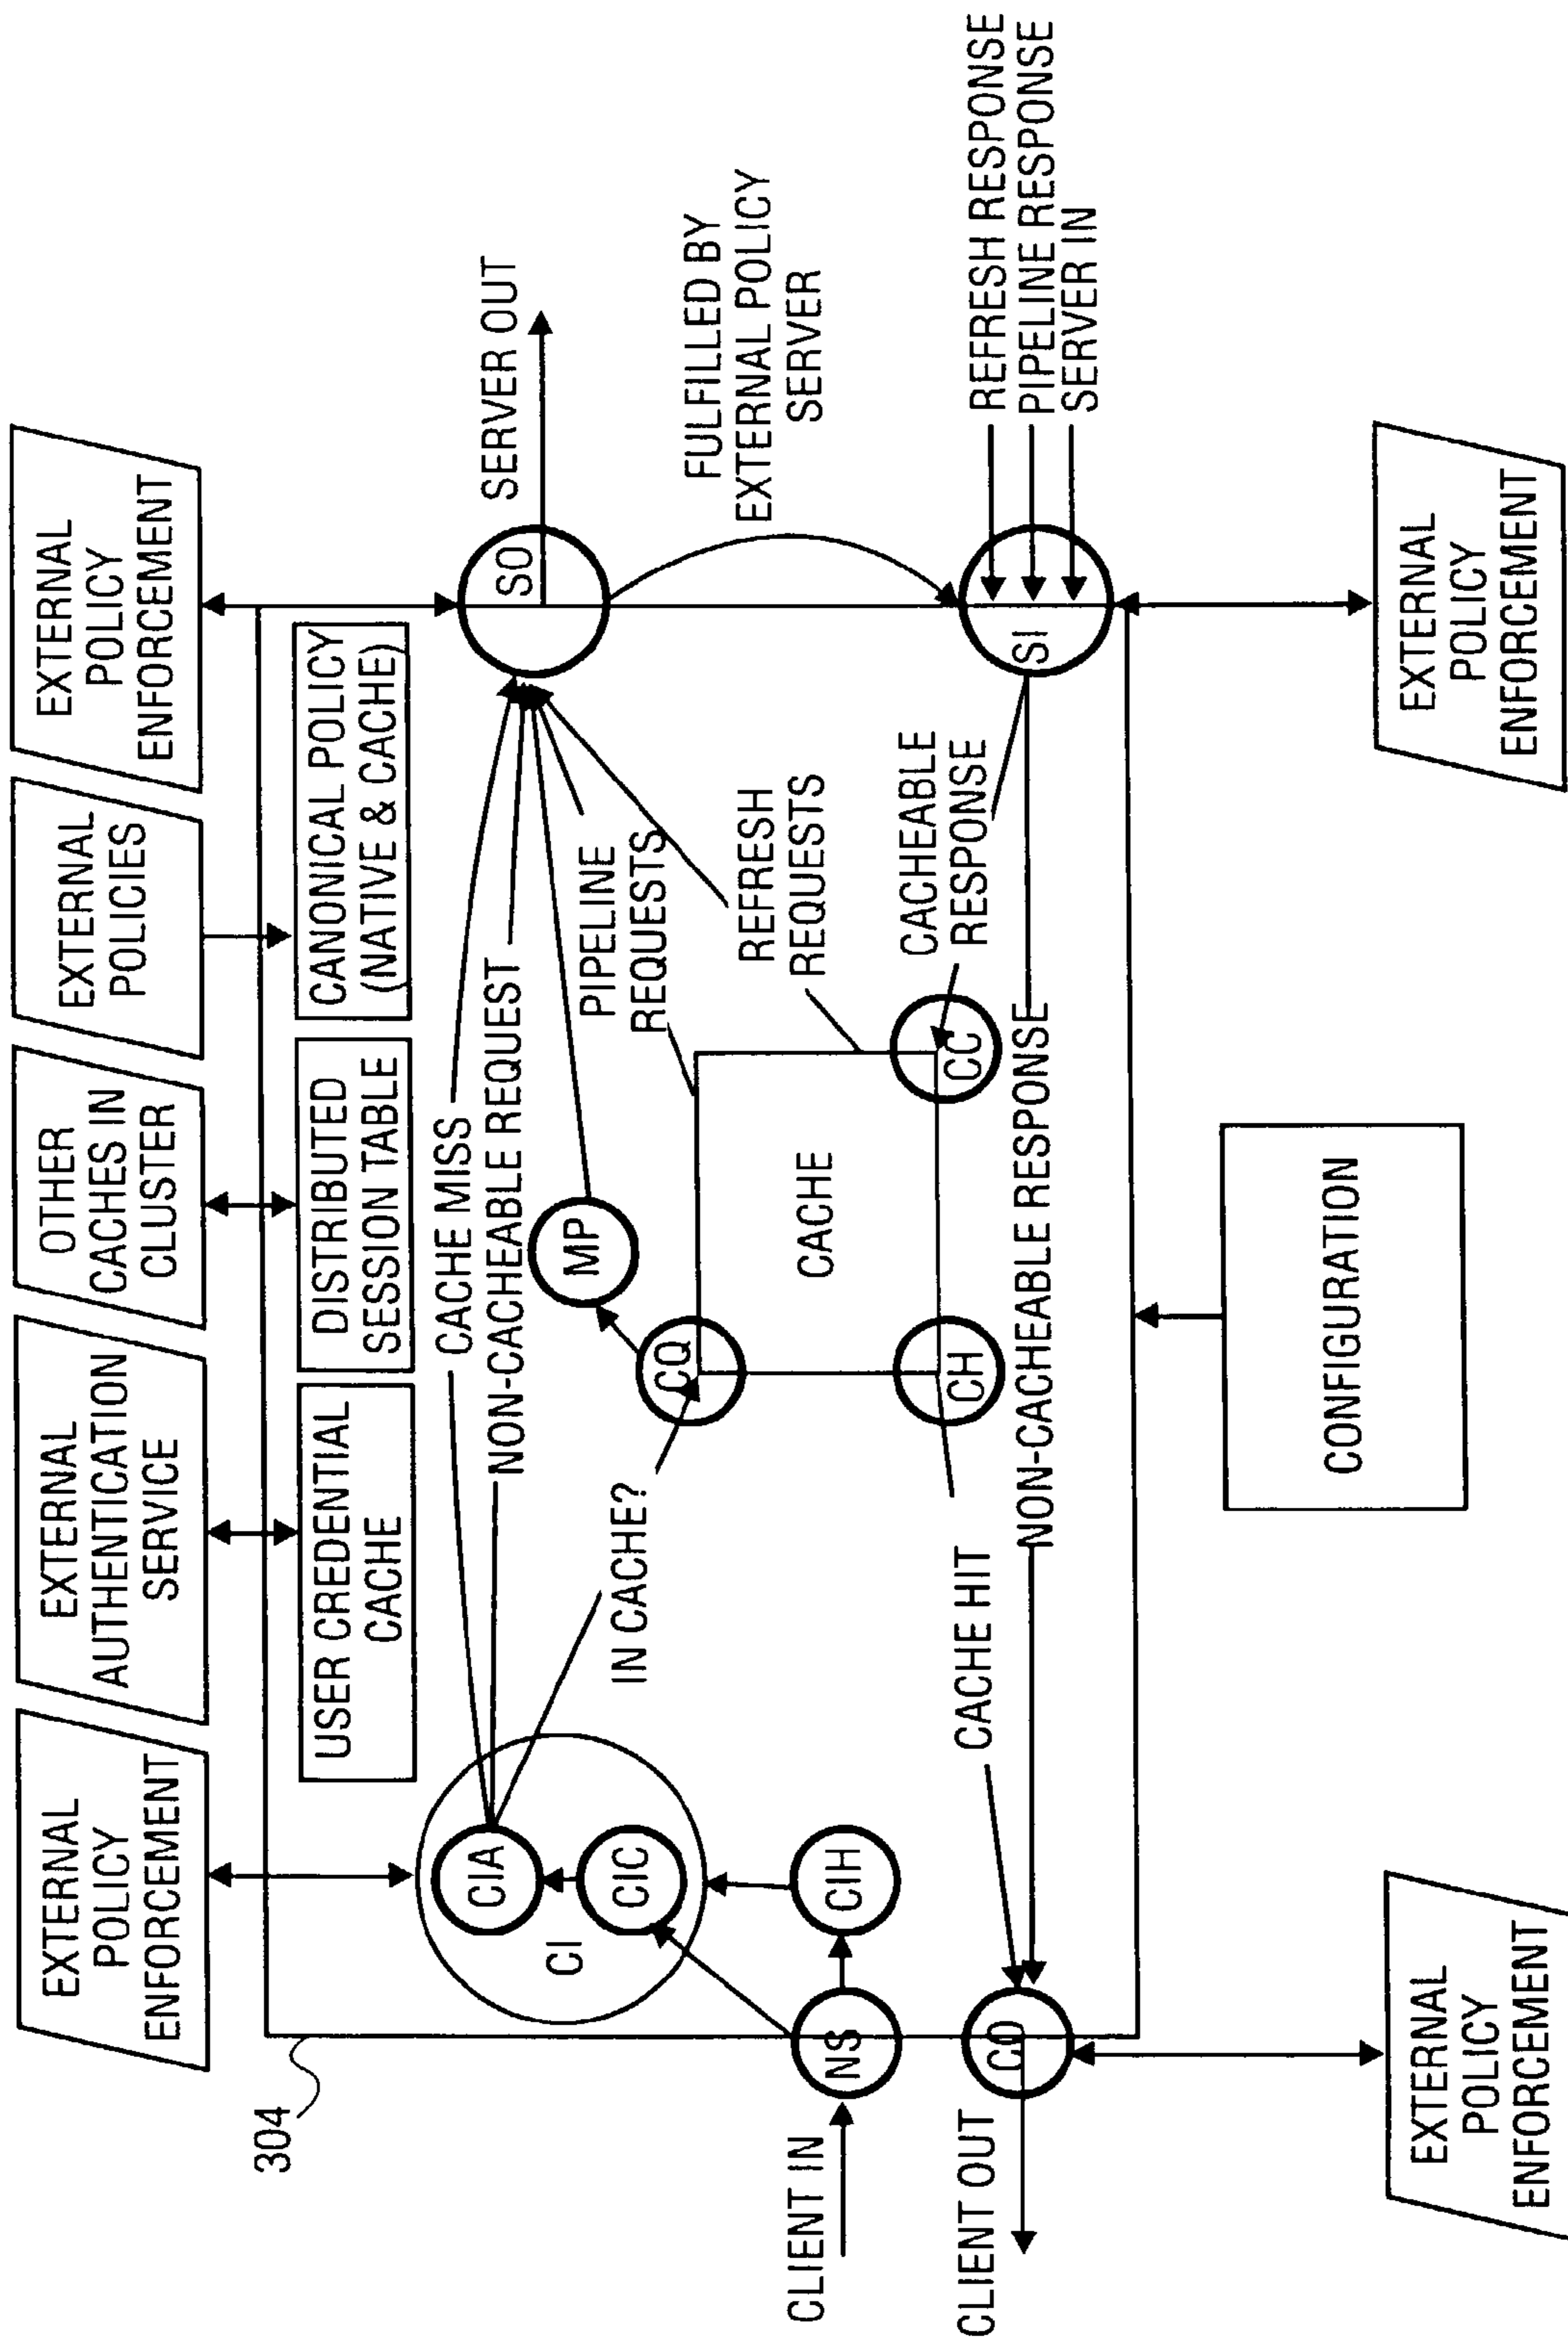 EXTERNAL
POLICY
ENFORCEMENT
EXTERNAL
AUTHENTICATION
SERVICE
OTHER
CACHES IN
CLUSTER
EXTERNAL
POLICIES
EXTERNAL
POLICY
ENFORCEMENT
304
USER CREDENTIAL
CACHE
DISTRIBUTED
SESSION TABLE
CANONICAL POLICY
(NATIVE & CACHE)
CACHE MISS
NON-CACHEABLE REQUEST
SO
SERVER OUT
CIA
CIC
CI
MP
PIPELINE
REQUESTS
IN CACHE?
CQ
FULFILLED BY
EXTERNAL POLICY
SERVER
REFRESH
REQUESTS
CACHE
CLIENT IN
NS
CIH
CH
CC
CACHEABLE
RESPONSE
CACHE HIT
NON-CACHEABLE RESPONSE
SI
REFRESH RESPONSE
PIPELINE RESPONSE
SERVER IN
CLIENT OUT
CO
EXTERNAL
POLICY
ENFORCEMENT
CONFIGURATION
EXTERNAL
POLICY
ENFORCEMENT